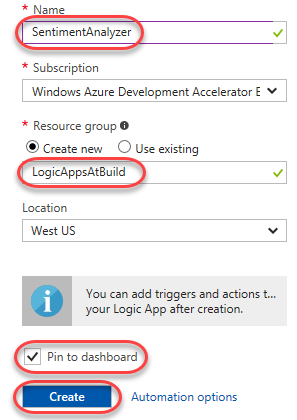 * Name
SentimentAnalyzer
* Subscription
Windows Azure Development Accelerator E
* Resource group
Create new Use existing
LogicAppsAtBuild
Location
West US
You can add triggers and actions t...
your Logic App after creation.
Pin to dashboard
Create Automation options